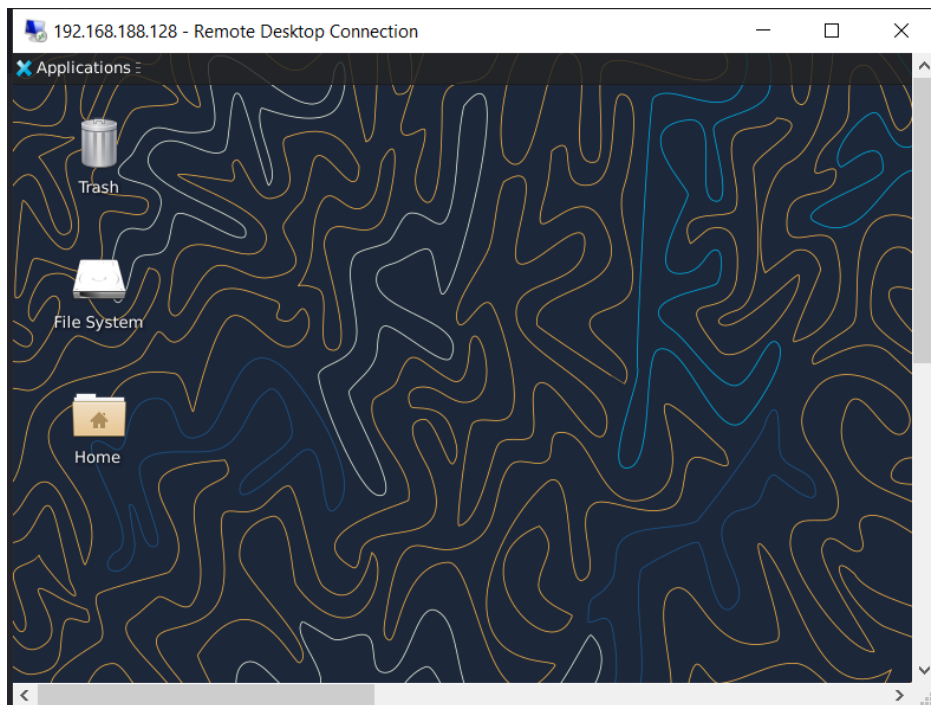 192.168.188.128 - Remote Desktop Connection
Applications
Trash
File System
Home